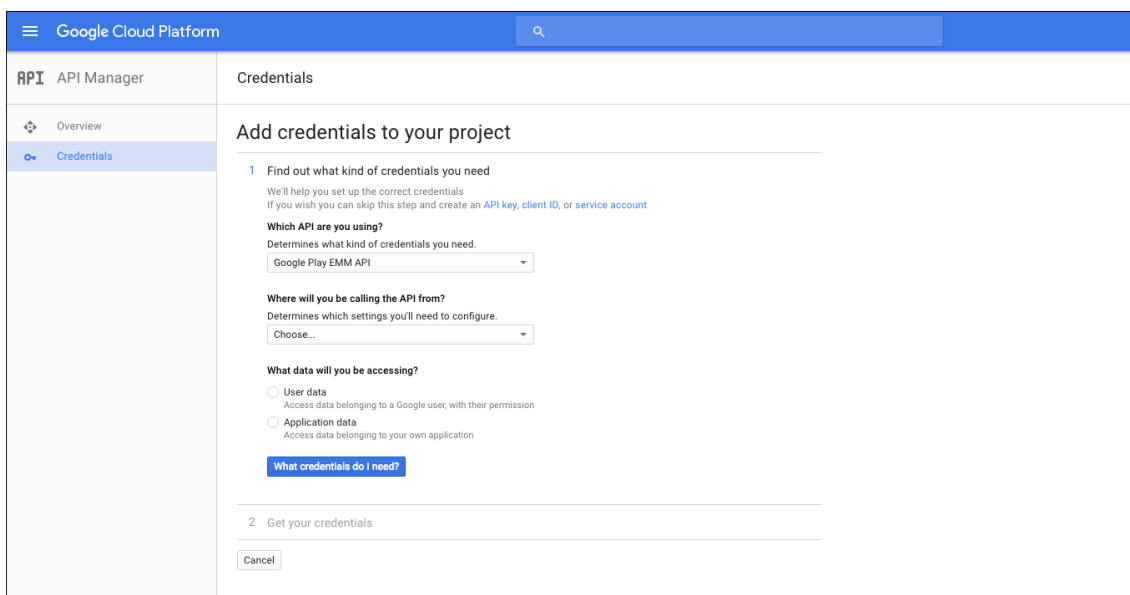 Google Cloud Platform
API API Manager
Credentials
Overview
Credentials
Add credentials to your project
1 Find out what kind of credentials you need
We'll help you set up the correct credentials
If you wish you can skip this step and create an API key, client ID, or service account
Which API are you using?
Determines what kind of credentials you need.
Google Play EMM API
Where will you be calling the API from?
Determines which settings you'll need to configure.
Choose...
What data will you be accessing?
User data
Access data belonging to a Google user, with their permission
Application data
Access data belonging to your own application
What credentials do I need?
2 Get your credentials
Cancel